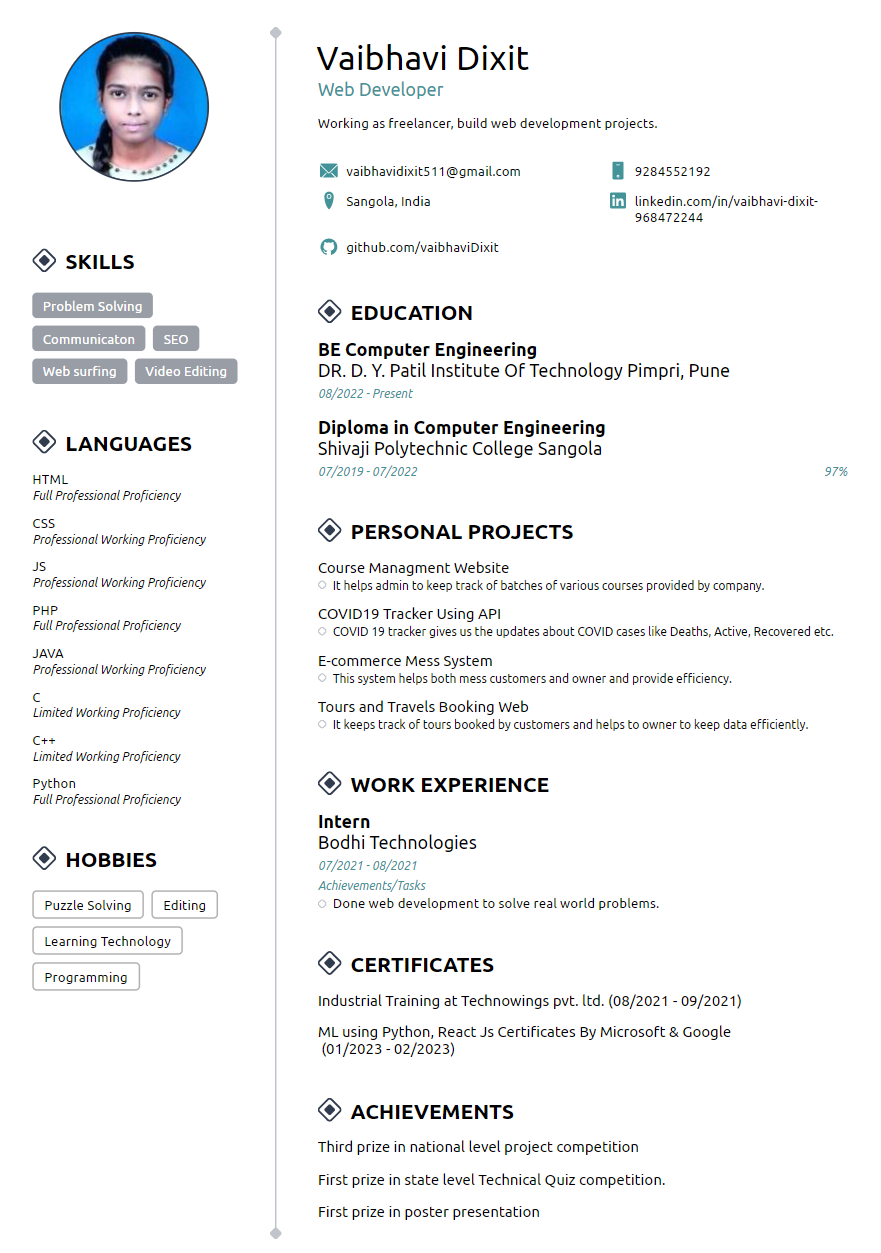 Vaibhavi Dixit
Web Developer
Working as freelancer, build web development projects.
vaibhavidixit511@gmail.com
9284552192
Sangola, India
linkedin.com/in/vaibhavi-dixit-
968472244
github.com/vaibhaviDixit
SKILLS
Problem Solving
Communicaton SEO
Web surfing Video Editing
LANGUAGES
HTML
Full Professional Proficiency
CSS
Professional Working Proficiency
JS
Professional Working Proficiency
PHP
Full Professional Proficiency
JAVA
Professional Working Proficiency
C
Limited Working Proficiency
C++
Limited Working Proficiency
Python
Full Professional Proficiency
HOBBIES
Puzzle Solving Editing
Learning Technology
Programming
EDUCATION
BE Computer Engineering
DR. D. Y. Patil Institute Of Technology Pimpri, Pune
08/2022 - Present
Diploma in Computer Engineering
Shivaji Polytechnic College Sangola
07/2019 - 07/2022 97%
PERSONAL PROJECTS
Course Managment Website
It helps admin to keep track of batches of various courses provided by company.
COVID19 Tracker Using API
COVID 19 tracker gives us the updates about COVID cases like Deaths, Active, Recovered etc.
E-commerce Mess System
This system helps both mess customers and owner and provide efficiency.
Tours and Travels Booking Web
It keeps track of tours booked by customers and helps to owner to keep data efficiently.
WORK EXPERIENCE
Intern
Bodhi Technologies
07/2021 - 08/2021
Achievements/Tasks
Done web development to solve real world problems.
CERTIFICATES
Industrial Training at Technowings pvt. ltd. (08/2021 - 09/2021)
ML using Python, React Js Certificates By Microsoft & Google
(01/2023 - 02/2023)
ACHIEVEMENTS
Third prize in national level project competition
First prize in state level Technical Quiz competition.
First prize in poster presentation